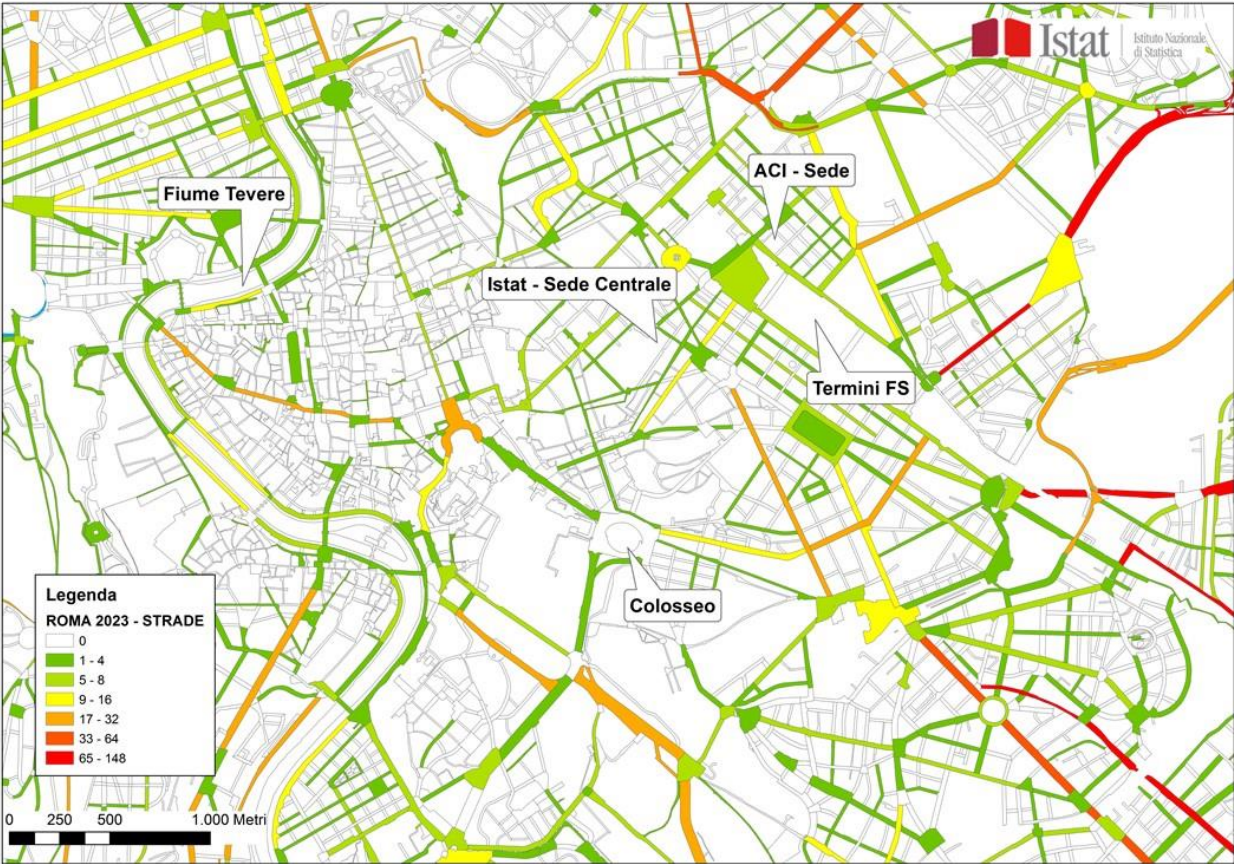 Istat
Istituto Nazionale
di Statistica
ACI - Sede
Fiume Tevere
Istat - Sede Centrale
Termini FS
Colosseo
Legenda
ROMA 2023 - STRADE
0
1 - 4
5 - 8
9 - 16
17 - 32
33 - 64
65 - 148
0 250 500 1.000 Metri